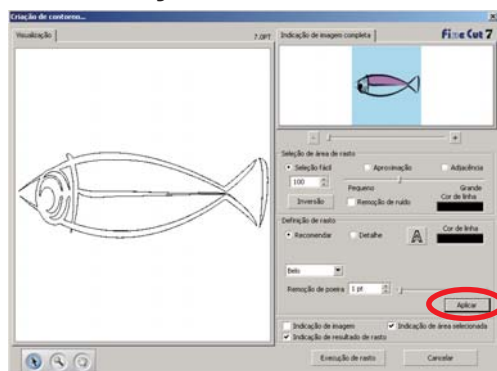 Criação de contorno...
Visualização
7.0PT
Indicação de imagem completa
Fine Cut 7
-
+
Seleção de área de rasto
Seleção fácil
Aproximação
Adjacência
100
Pequeno
Grande
Inversão
Remoção de ruído
Cor de linha
Definição de rasto
Recomendar
Detalhe
A
Cor de linha
Belo
Remoção de poeira
1 pt
Aplicar
Indicação de imagem
Indicação de área selecionada
Indicação de resultado de rasto
Execução de rasto
Cancelar